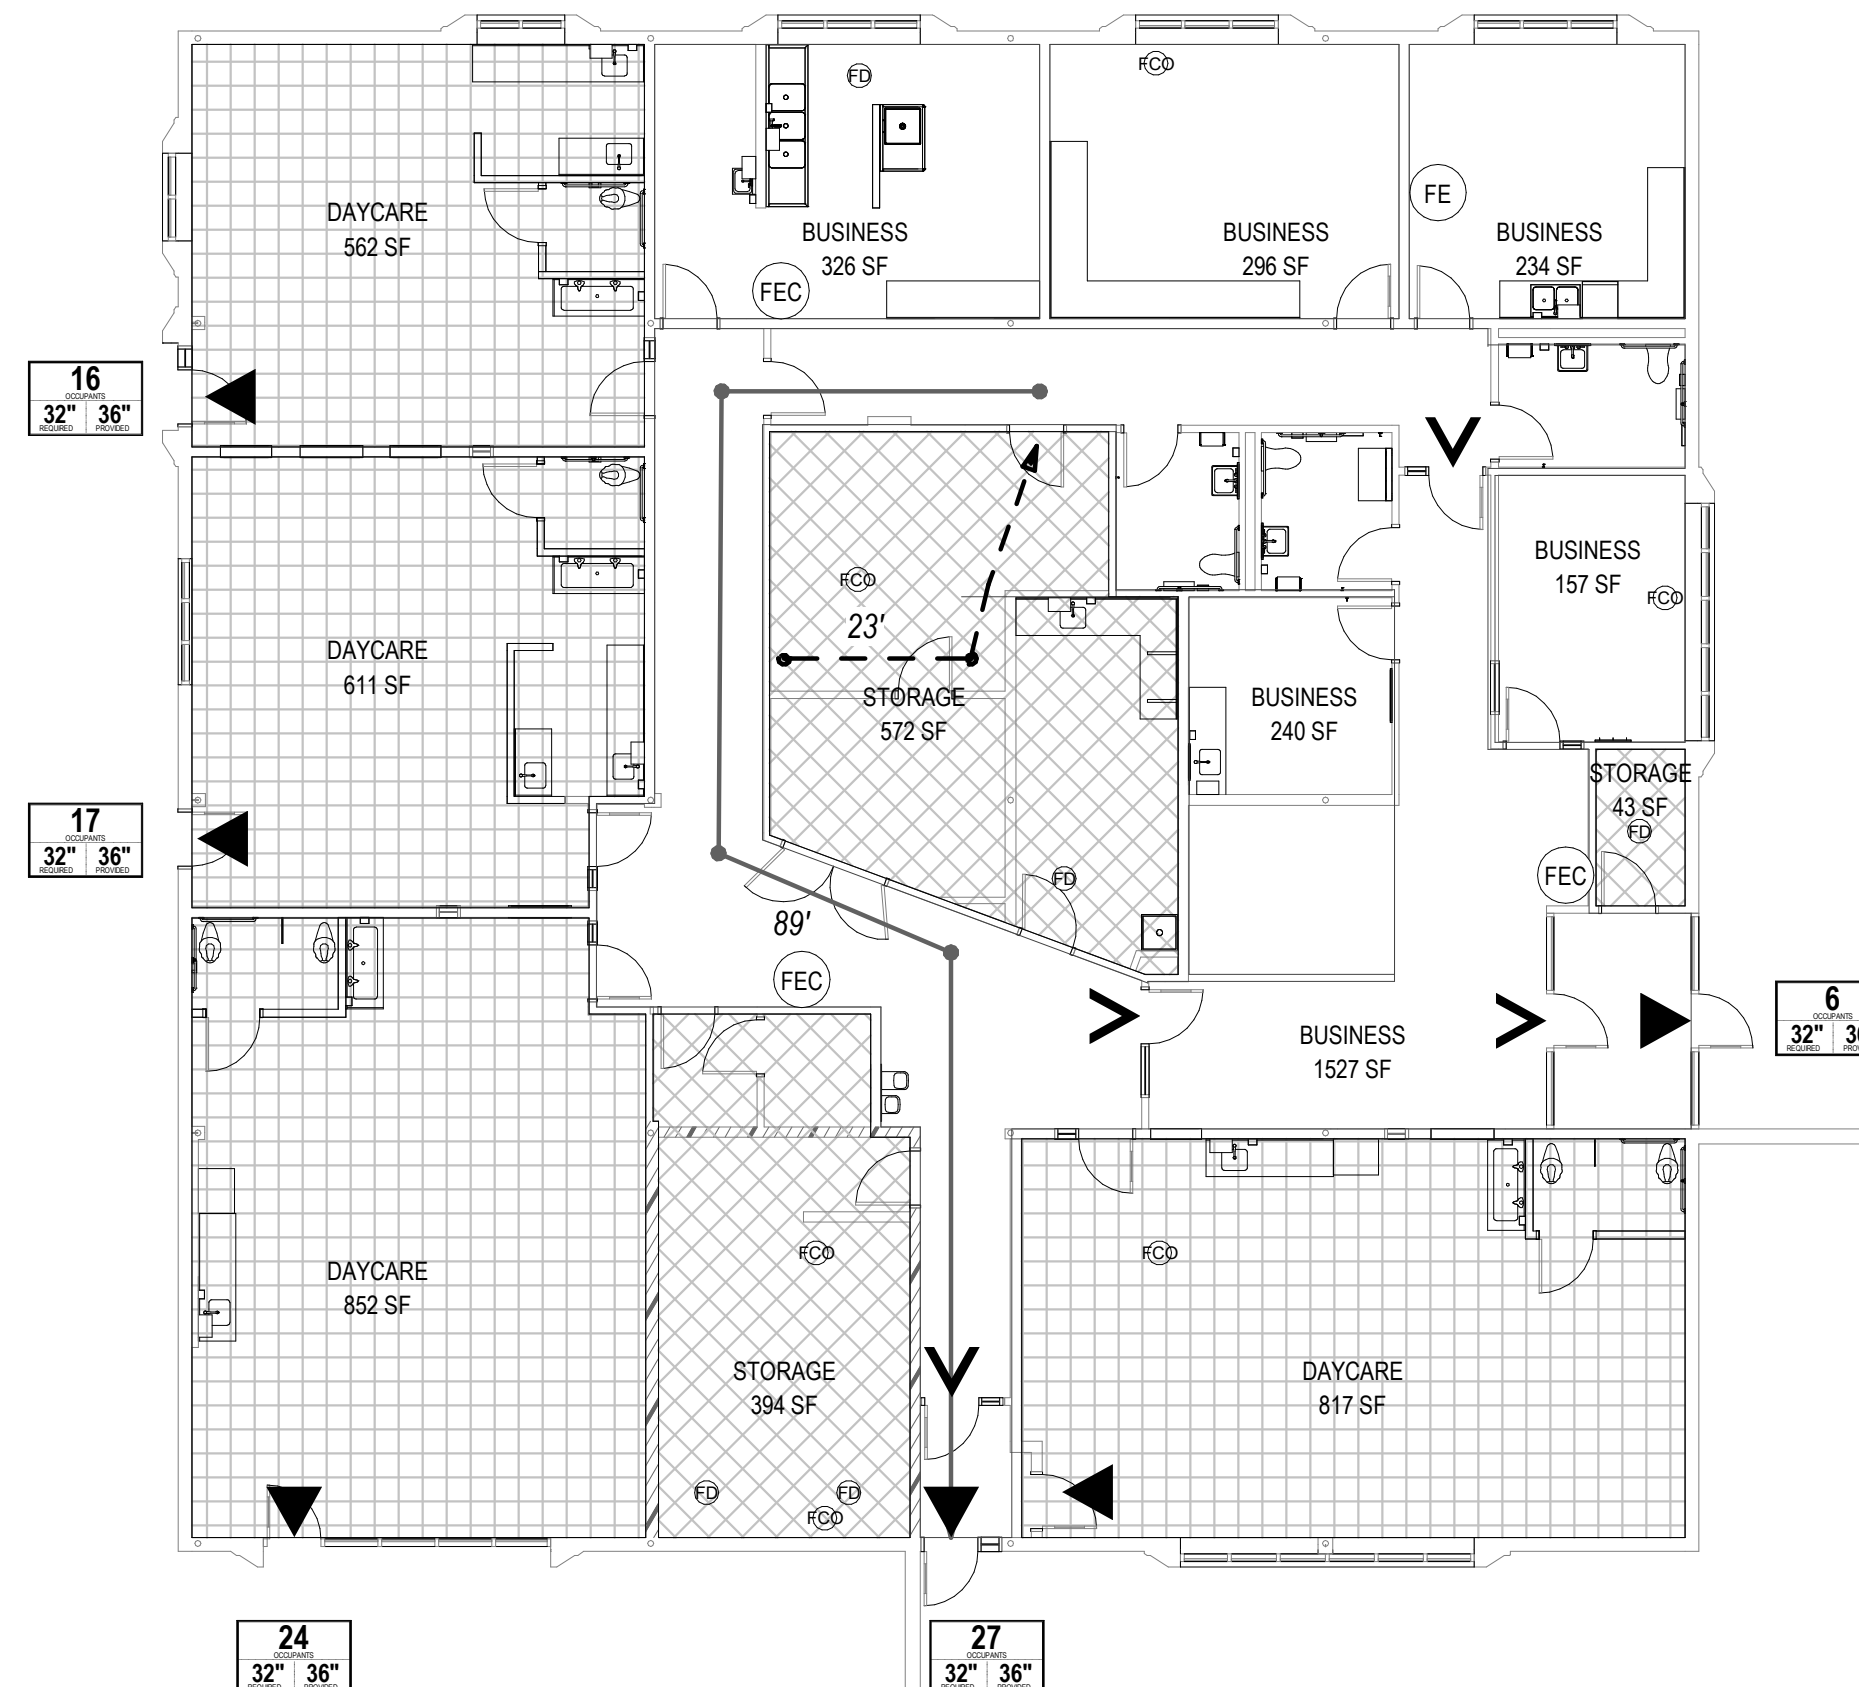 FD
FCO
DAYCARE
562 SF
BUSINESS
326 SF
BUSINESS
296 SF
FE
BUSINESS
234 SF
FEC
16
OCCUPANTS
32" 36"
REQUIRED PROVIDED
BUSINESS
157 SF
FCO
FCO
23'
DAYCARE
611 SF
STORAGE
572 SF
BUSINESS
240 SF
STORAGE
43 SF
FD
17
OCCUPANTS
32" 36"
REQUIRED PROVIDED
FEC
FD
89'
FEC
6
OCCUPANTS
32"
REQUIRED
BUSINESS
1527 SF
FCO
FCO
DAYCARE
852 SF
STORAGE
394 SF
DAYCARE
817 SF
FD
FD
FCO
24
OCCUPANTS
32" 36"
REQUIRED PROVIDED
27
OCCUPANTS
32" 36"
REQUIRED PROVIDED